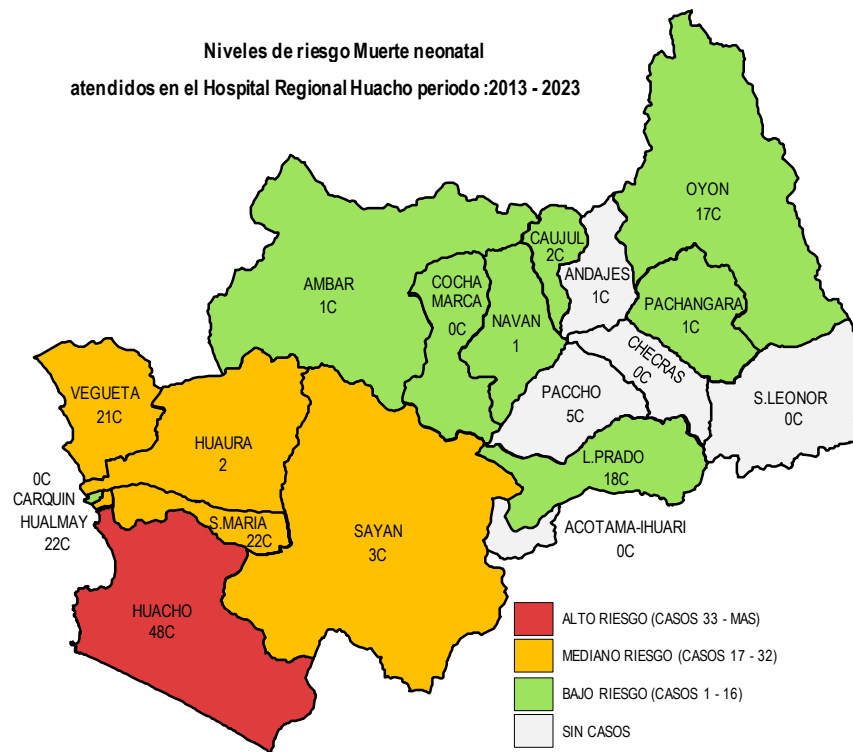 Niveles de riesgo Muerte neonatal
atendidos en el Hospital Regional Huacho periodo :2013 - 2023
OYON
17C
CAUJUL
2C
ANDAJES
1C
AMBAR
1C
COCHA
MARCA
0C
NAVAN
1
PACHANGARA
1C
CHECRAS
0C
PACCHO
5C
S.LEONOR
0C
VEGUETA
21C
HUAURA
2
L.PRADO
18C
0C
CARQUIN
HUALMAY
22C
S.MARIA
22C
SAYAN
3C
ACOTAMA-IHUARI
0C
HUACHO
48C
ALTO RIESGO (CASOS 33 - MAS)
MEDIANO RIESGO (CASOS 17 - 32)
BAJO RIESGO (CASOS 1 - 16)
SIN CASOS